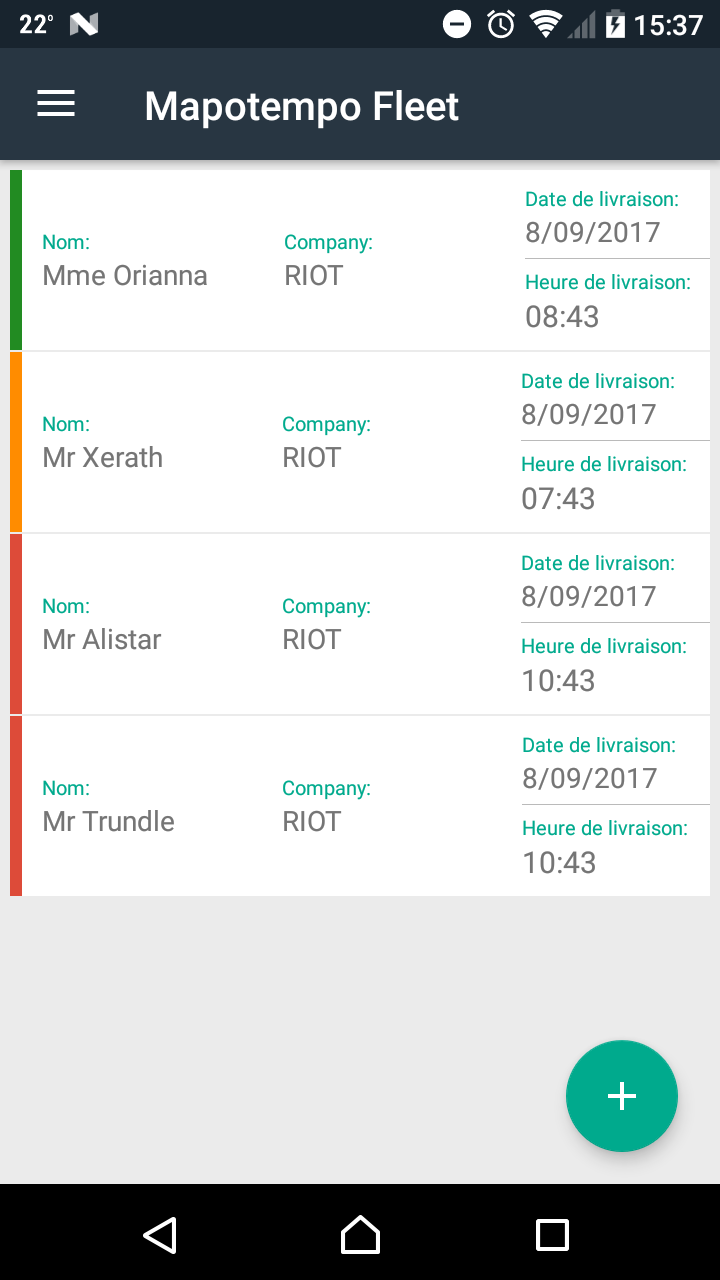 22° 15:37
Mapotempo Fleet
Nom:
Mme Orianna
Company:
RIOT
Date de livraison:
8/09/2017
Heure de livraison:
08:43
Nom:
Mr Xerath
Company:
RIOT
Date de livraison:
8/09/2017
Heure de livraison:
07:43
Nom:
Mr Alistar
Company:
RIOT
Date de livraison:
8/09/2017
Heure de livraison:
10:43
Nom:
Mr Trundle
Company:
RIOT
Date de livraison:
8/09/2017
Heure de livraison:
10:43